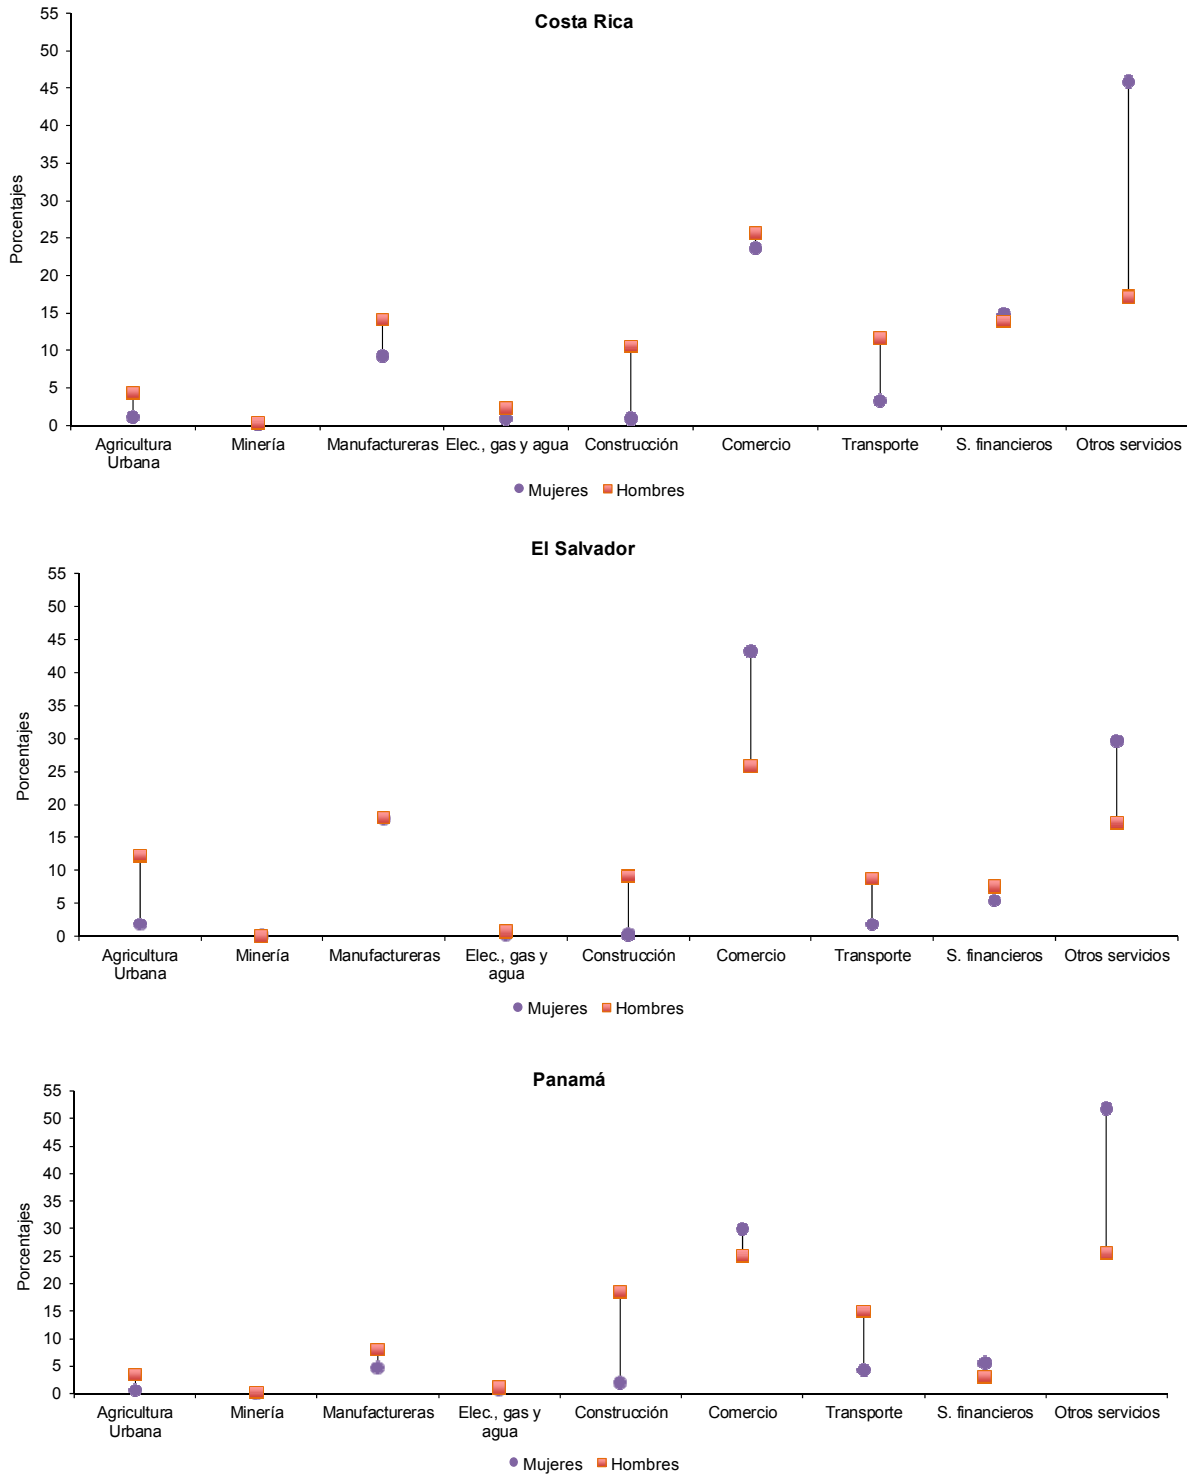 Costa Rica
55
50
45
40
35
30
25
20
15
10
5
0
Porcentajes
Agricultura Urbana
Minería
Manufactureras
Elec., gas y agua
Construcción
Comercio
Transporte
S. financieros
Otros servicios
Mujeres Hombres
El Salvador
55
50
45
40
35
30
25
20
15
10
5
0
Porcentajes
Agricultura Urbana
Minería
Manufactureras
Elec., gas y agua
Construcción
Comercio
Transporte
S. financieros
Otros servicios
Mujeres Hombres
Panamá
55
50
45
40
35
30
25
20
15
10
5
0
Porcentajes
Agricultura Urbana
Minería
Manufactureras
Elec., gas y agua
Construcción
Comercio
Transporte
S. financieros
Otros servicios
Mujeres Hombres